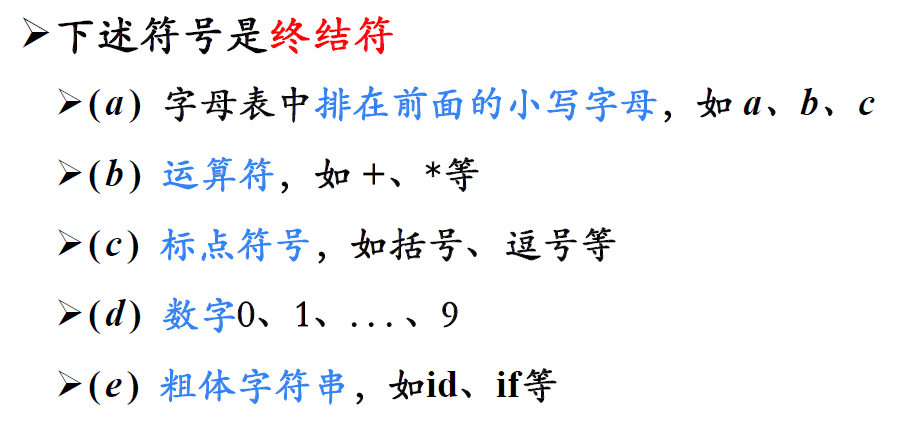 ➢下述符号是终结符
➢(a) 字母表中排在前面的小写字母，如 a、b、c
➢(b) 运算符，如 +、*等
➢(c) 标点符号，如括号、逗号等
➢(d) 数字0、1、...、9
➢(e) 粗体字符串，如id、if等